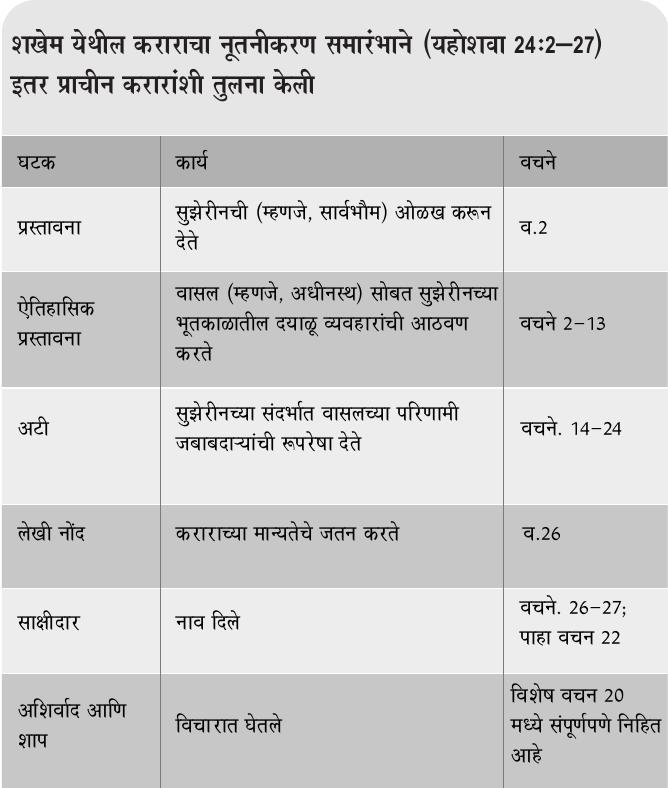 शखेम येथील कराराचा नूतनीकरण समारंभाने (यहोशवा 24:2–27)
इतर प्राचीन करारांशी तुलना केली
घटक
कार्य
वचने
प्रस्तावना
सुझेरीनची (म्हणजे, सार्वभौम) ओळख करून
देते
व.2
ऐतिहासिक
प्रस्तावना
वासल (म्हणजे, अधीनस्थ) सोबत सुझेरीनच्या
भूतकाळातील दयाळू व्यवहारांची आठवण
करते
वचने 2-13
अटी
सुझेरीनच्या संदर्भात वासलच्या परिणामी
जबाबदाऱ्यांची रूपरेषा देते
वचने. 14-24
लेखी नोंद
कराराच्या मान्यतेचे जतन करते
व.26
साक्षीदार
नाव दिले
वचने. 26-27;
पाहा वचन 22
अशिर्वाद आणि
शाप
विचारात घेतले
विशेष वचन 20
मध्ये संपूर्णपणे निहित
आहे